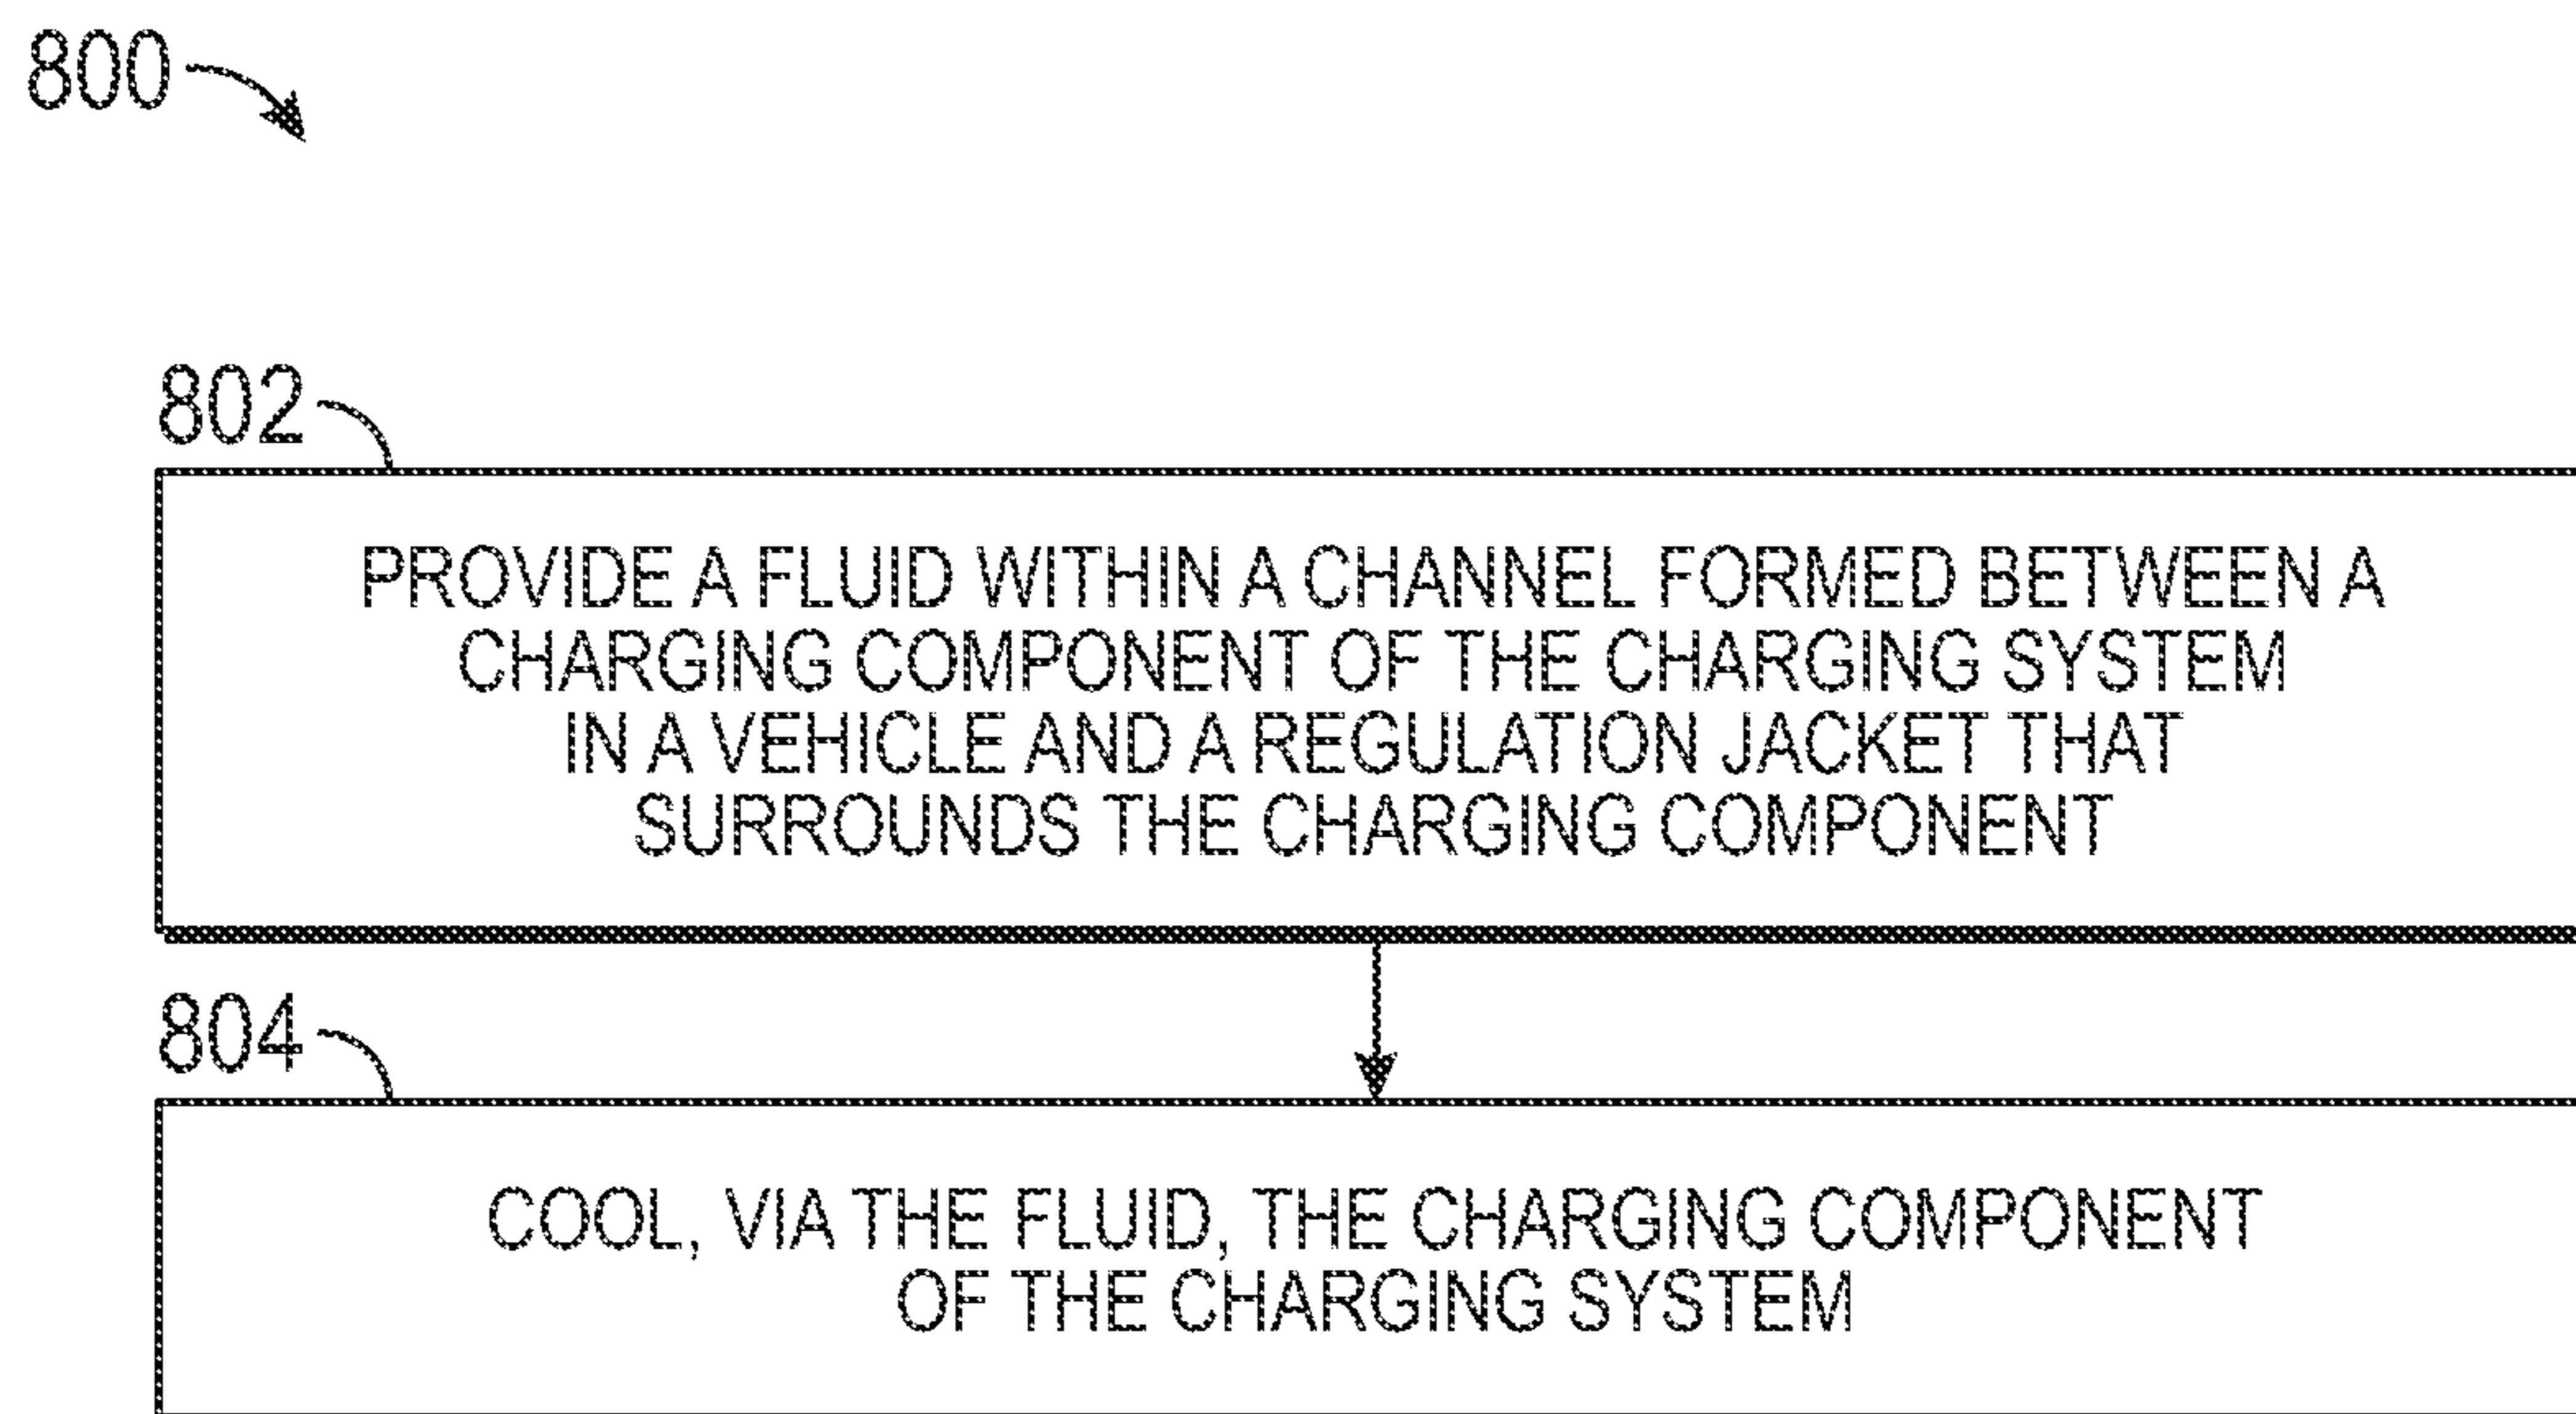 800
802
PROVIDE A FLUID WITHIN A CHANNEL FORMED BETWEEN A
CHARGING COMPONENT OF THE CHARGING SYSTEM
IN A VEHICLE AND A REGULATION JACKET THAT
SURROUNDS THE CHARGING COMPONENT
804
COOL, VIA THE FLUID, THE CHARGING COMPONENT
OF THE CHARGING SYSTEM